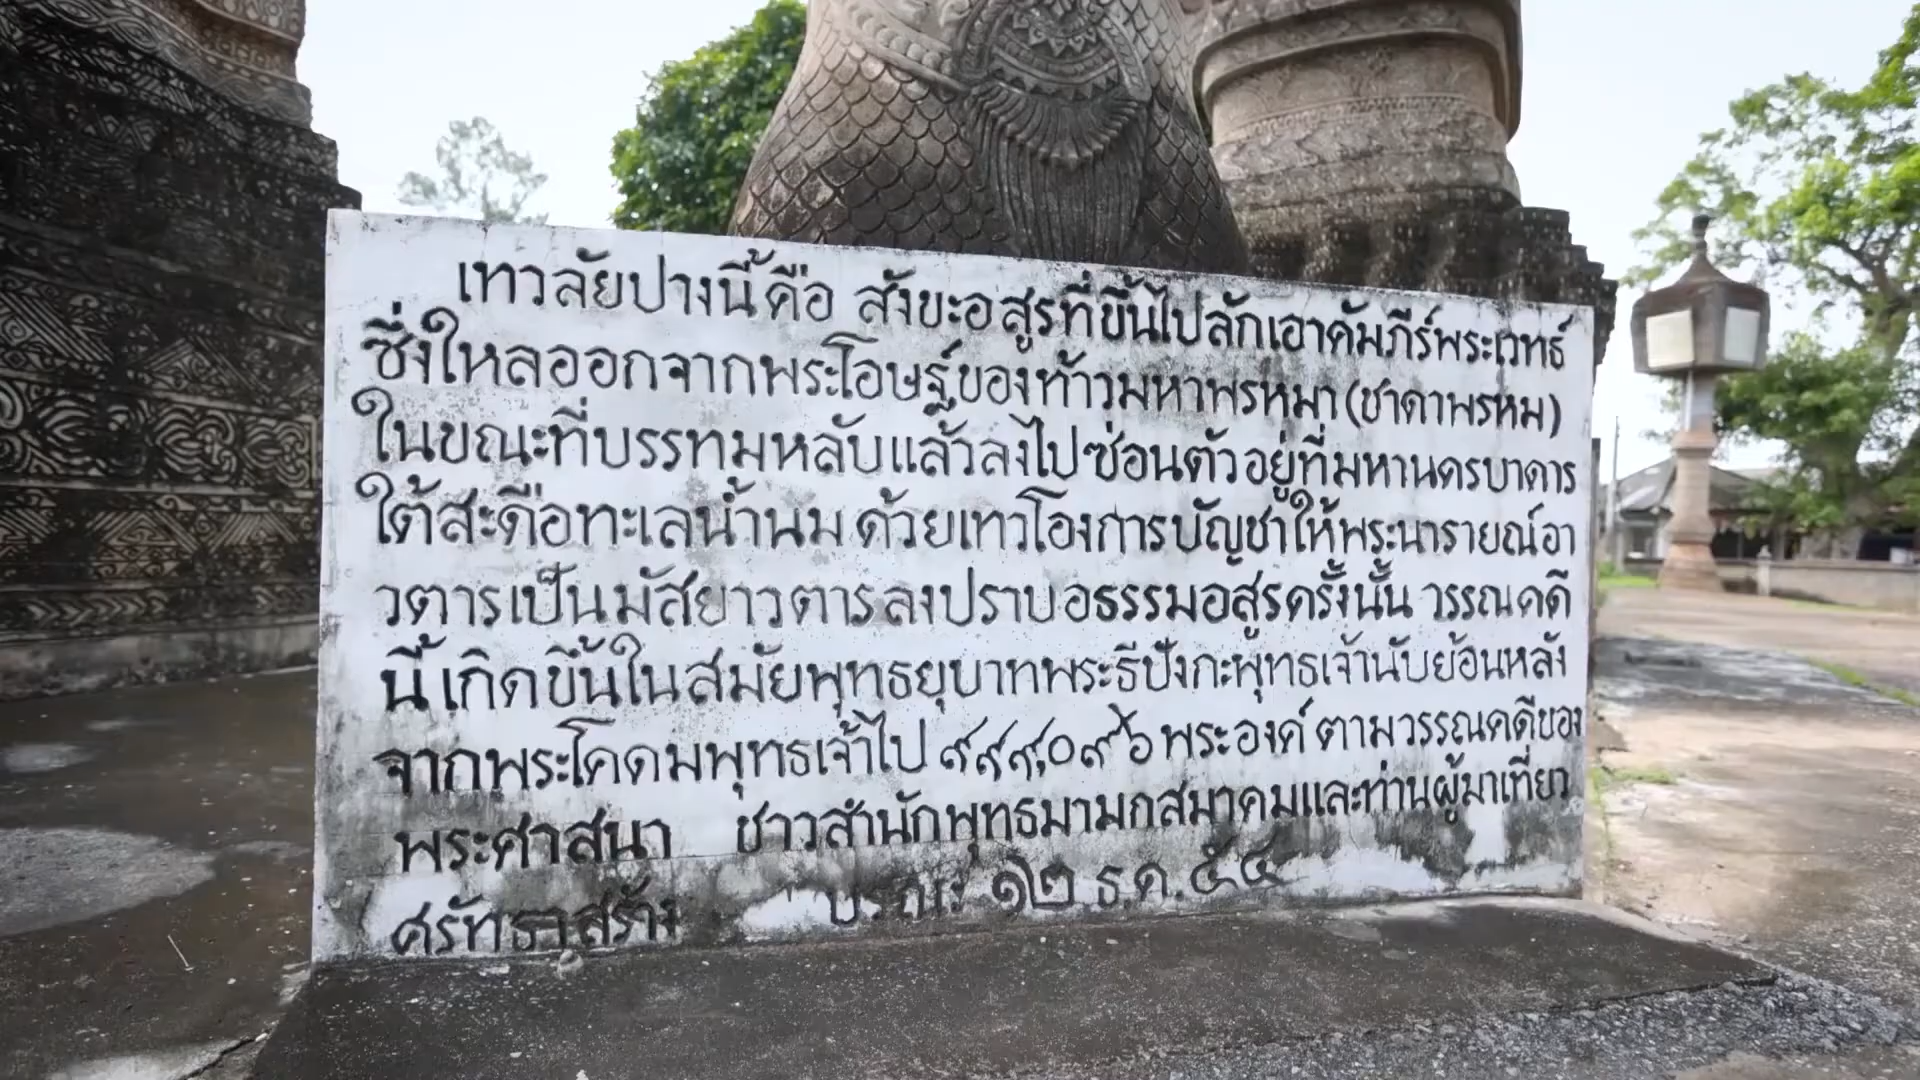 เทวลัยปางนี้คือ สังขะอสูรที่ขึ้นไปลักเอาคัมภีร์พระเวทย์
ซึ่งใหลออกจากพระโอษฐ์ของท้าวมหาพรหมา (ชาดาพรหม)
ในขณะที่บรรทมหลับแล้วลงไปซ่อนตัวอยู่ที่มหานครบาดาร
ใต้สะดือทะเลน้ำนม ด้วยเทวโองการบัญชาให้พระนารายณ์อา
วตารเป็นมัสยาวตารลงปราบอธรรมอสูรครั้งนั้น วรรณคดี
นี้เกิดขึ้นในสมัยพุทธยุบาทพระธีปังกะพุทธเจ้านับย้อนหลัง
จากพระโคดมพุทธเจ้าไป ๙๙๙,๐๙๖ พระองค์ ตามวรรณคดีของ
พระศาสนา ชาวสำนักพุทธมามกสมาคมและท่านผู้มาเที่ยว
ศรัทธาสร้าง ๑๒ ธ.ค. ๕๔